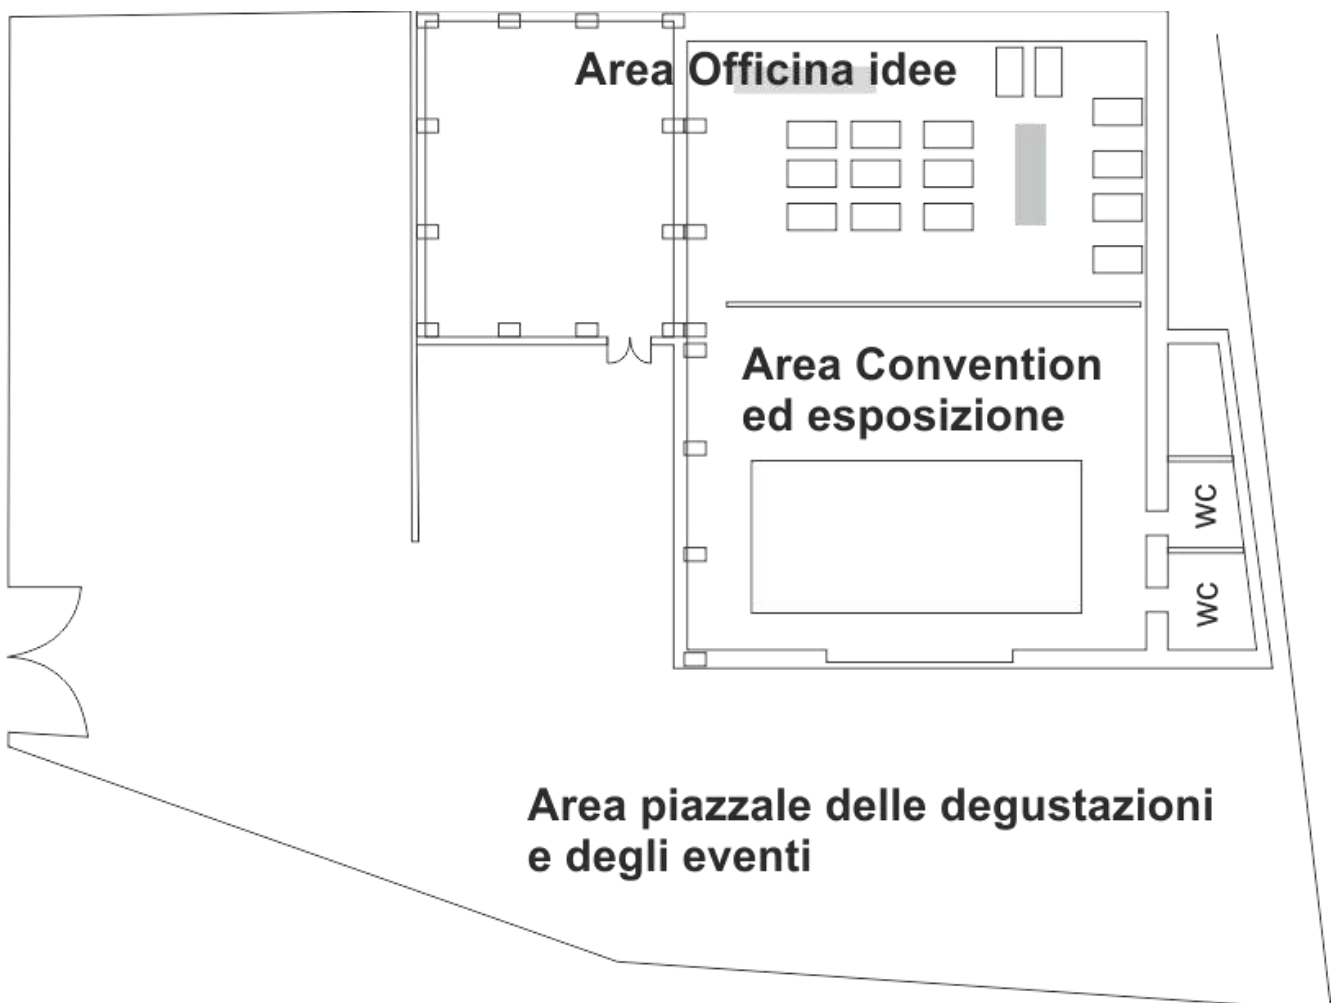 Area Officina idee
Area Convention
ed esposizione
WC
WC
Area piazzale delle degustazioni
e degli eventi